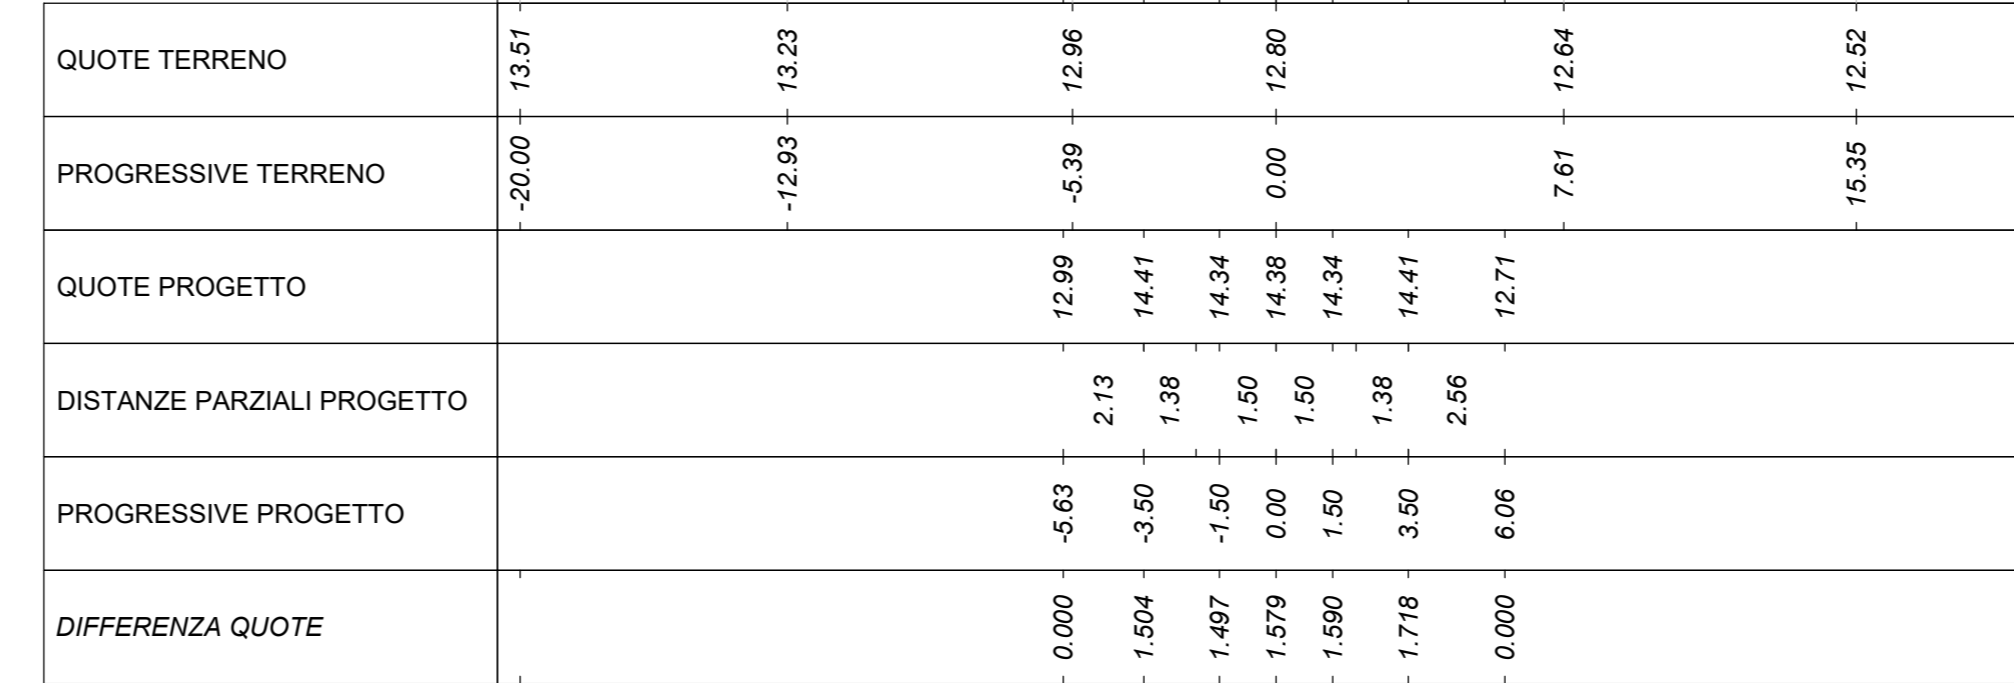 QUOTE TERRENO 13.51 13.23 12.96 12.80 12.64 12.52
PROGRESSIVE TERRENO -20.00 -12.93 -5.39 0.00 7.61 15.35
QUOTE PROGETTO 12.99 14.41 14.34 14.38 14.34 14.41 12.71
DISTANZE PARZIALI PROGETTO 2.13 1.38 1.50 1.50 1.38 2.56
PROGRESSIVE PROGETTO -5.63 -3.50 -1.50 0.00 1.50 3.50 6.06
DIFFERENZA QUOTE 0.000 1.504 1.497 1.579 1.590 1.718 0.000